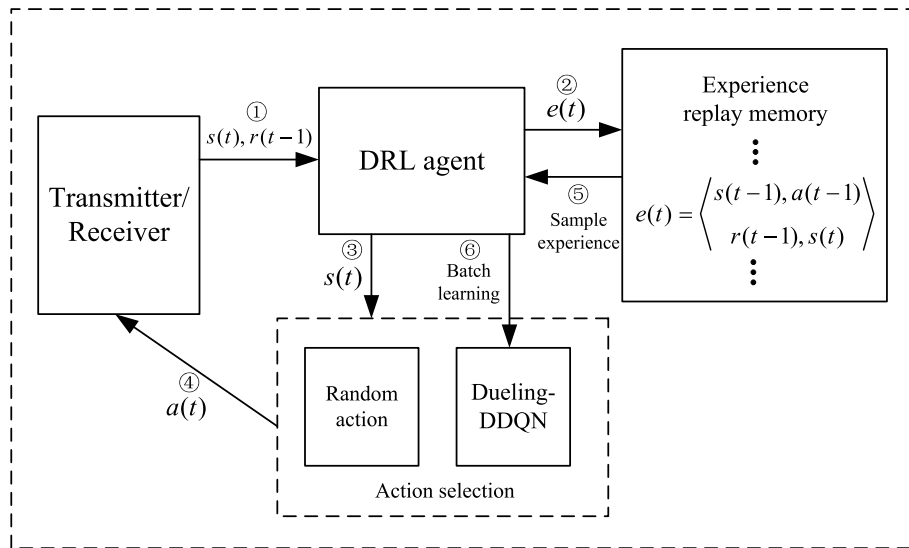 ①
s(t), r(t−1)
Transmitter/
Receiver
DRL agent
②
e(t)
Experience
replay memory
⋮
e(t) = ⟨s(t−1), a(t−1)
r(t−1), s(t)⟩
⋮
⑤
Sample
experience
③
s(t)
⑥
Batch
learning
④
a(t)
Random
action
Dueling-
DDQN
Action selection